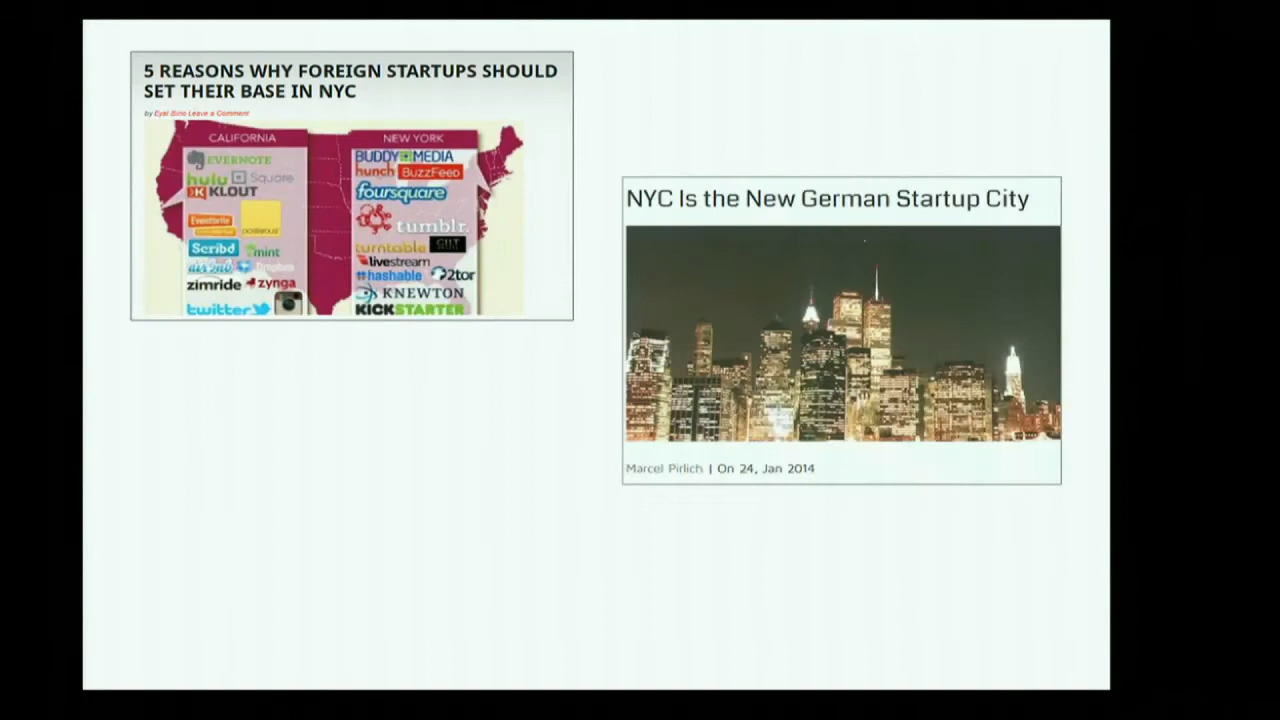 5 REASONS WHY FOREIGN STARTUPS SHOULD
SET THEIR BASE IN NYC
by Eyal Bino Leave a Comment
CALIFORNIA
EVERNOTE
hulu Square
KLOUT
Eventbrite
posterous
Scribd mint
Dropbox
zimride zynga
twitter
NEW YORK
BUDDY MEDIA
hunch BuzzFeed
foursquare
tumblr.
turntable GILT
livestream
#hashable 2tor
KNEWTON
KICKSTARTER
NYC Is the New German Startup City
Marcel Pirlich | On 24, Jan 2014